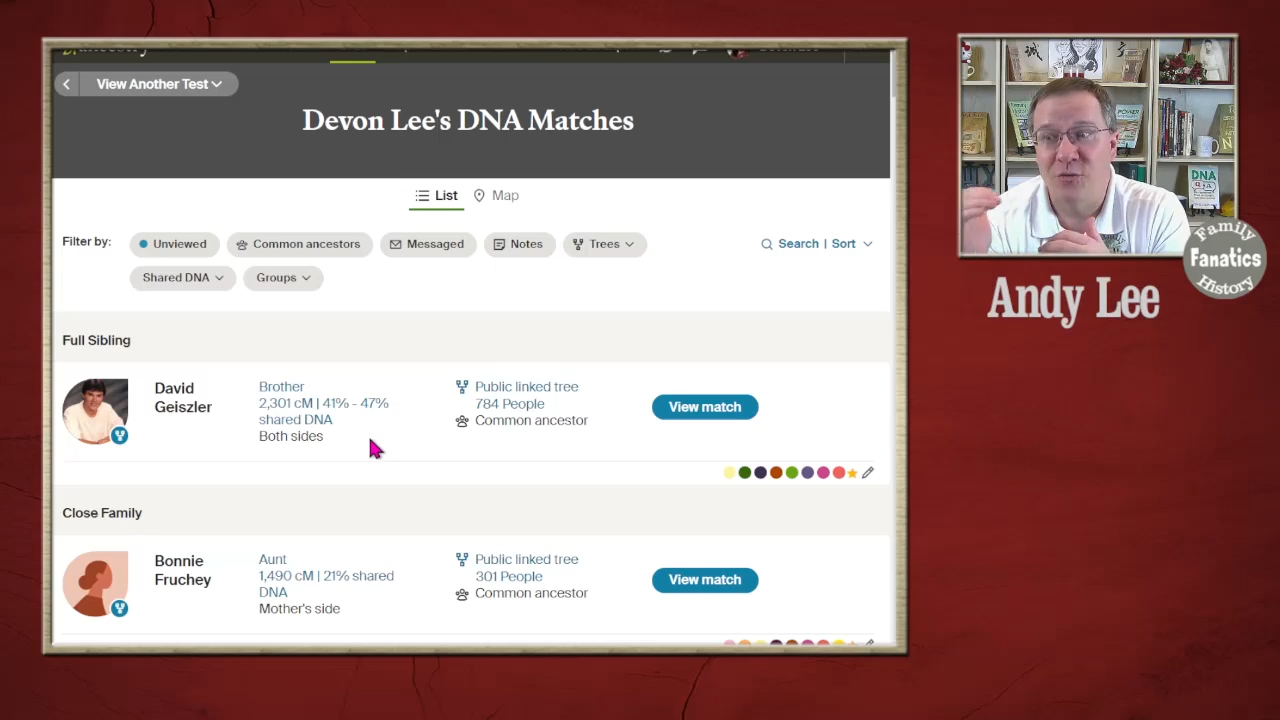 View Another Test
Devon Lee's DNA Matches
List
Map
Filter by:
Unviewed
Common ancestors
Messaged
Notes
Trees
Search | Sort
Shared DNA
Groups
Full Sibling
David
Geiszler
Brother
2,301 cM | 41% - 47%
shared DNA
Both sides
Public linked tree
784 People
Common ancestor
View match
Close Family
Bonnie
Fruchey
Aunt
1,490 cM | 21% shared
DNA
Mother's side
Public linked tree
301 People
Common ancestor
View match
DNA
Q&A
Family
Fanatics
History
Andy Lee